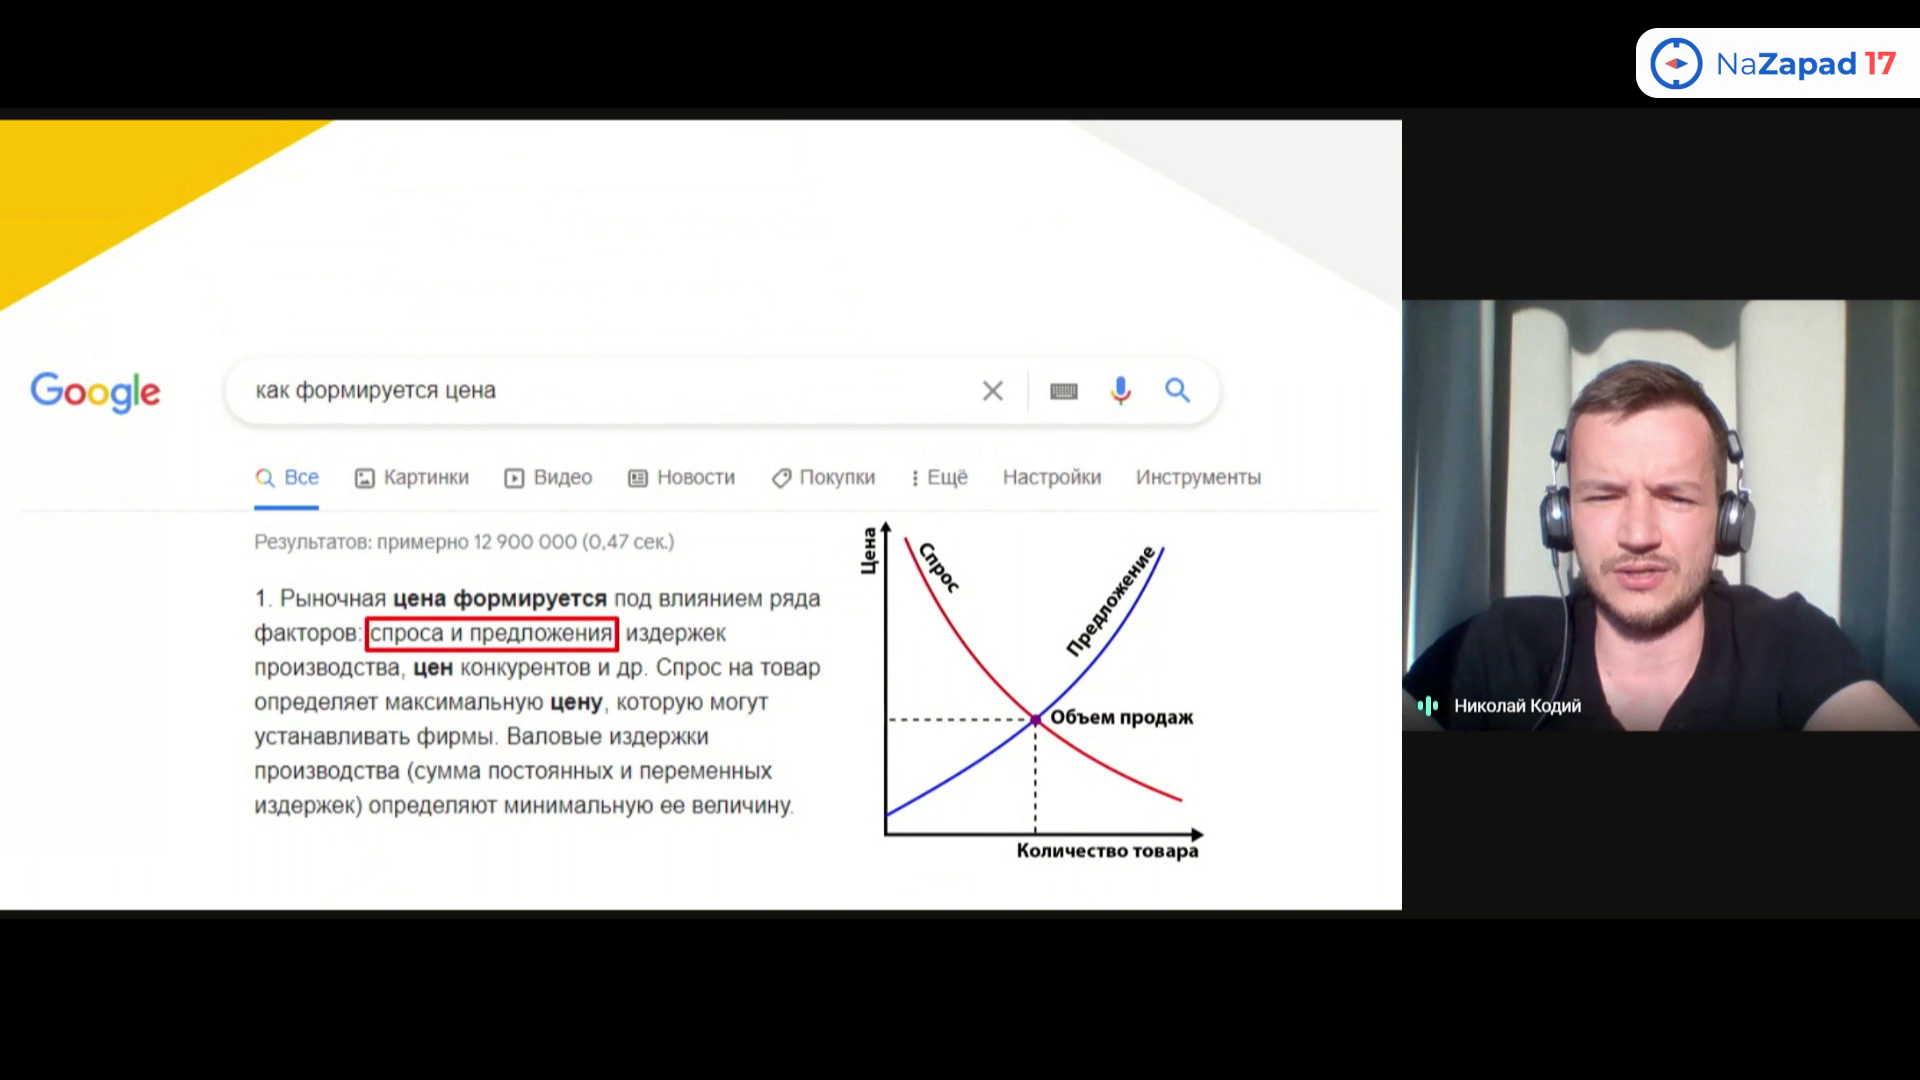 NaZapad 17
Google
как формируется цена
Все
Картинки
Видео
Новости
Покупки
Ещё
Настройки
Инструменты
Результатов: примерно 12 900 000 (0,47 сек.)
1. Рыночная цена формируется под влиянием ряда
факторов: спроса и предложения, издержек
производства, цен конкурентов и др. Спрос на товар
определяет максимальную цену, которую могут
устанавливать фирмы. Валовые издержки
производства (сумма постоянных и переменных
издержек) определяют минимальную ее величину.
Цена
Спрос
Предложение
Объем продаж
Количество товара
Николай Кодий